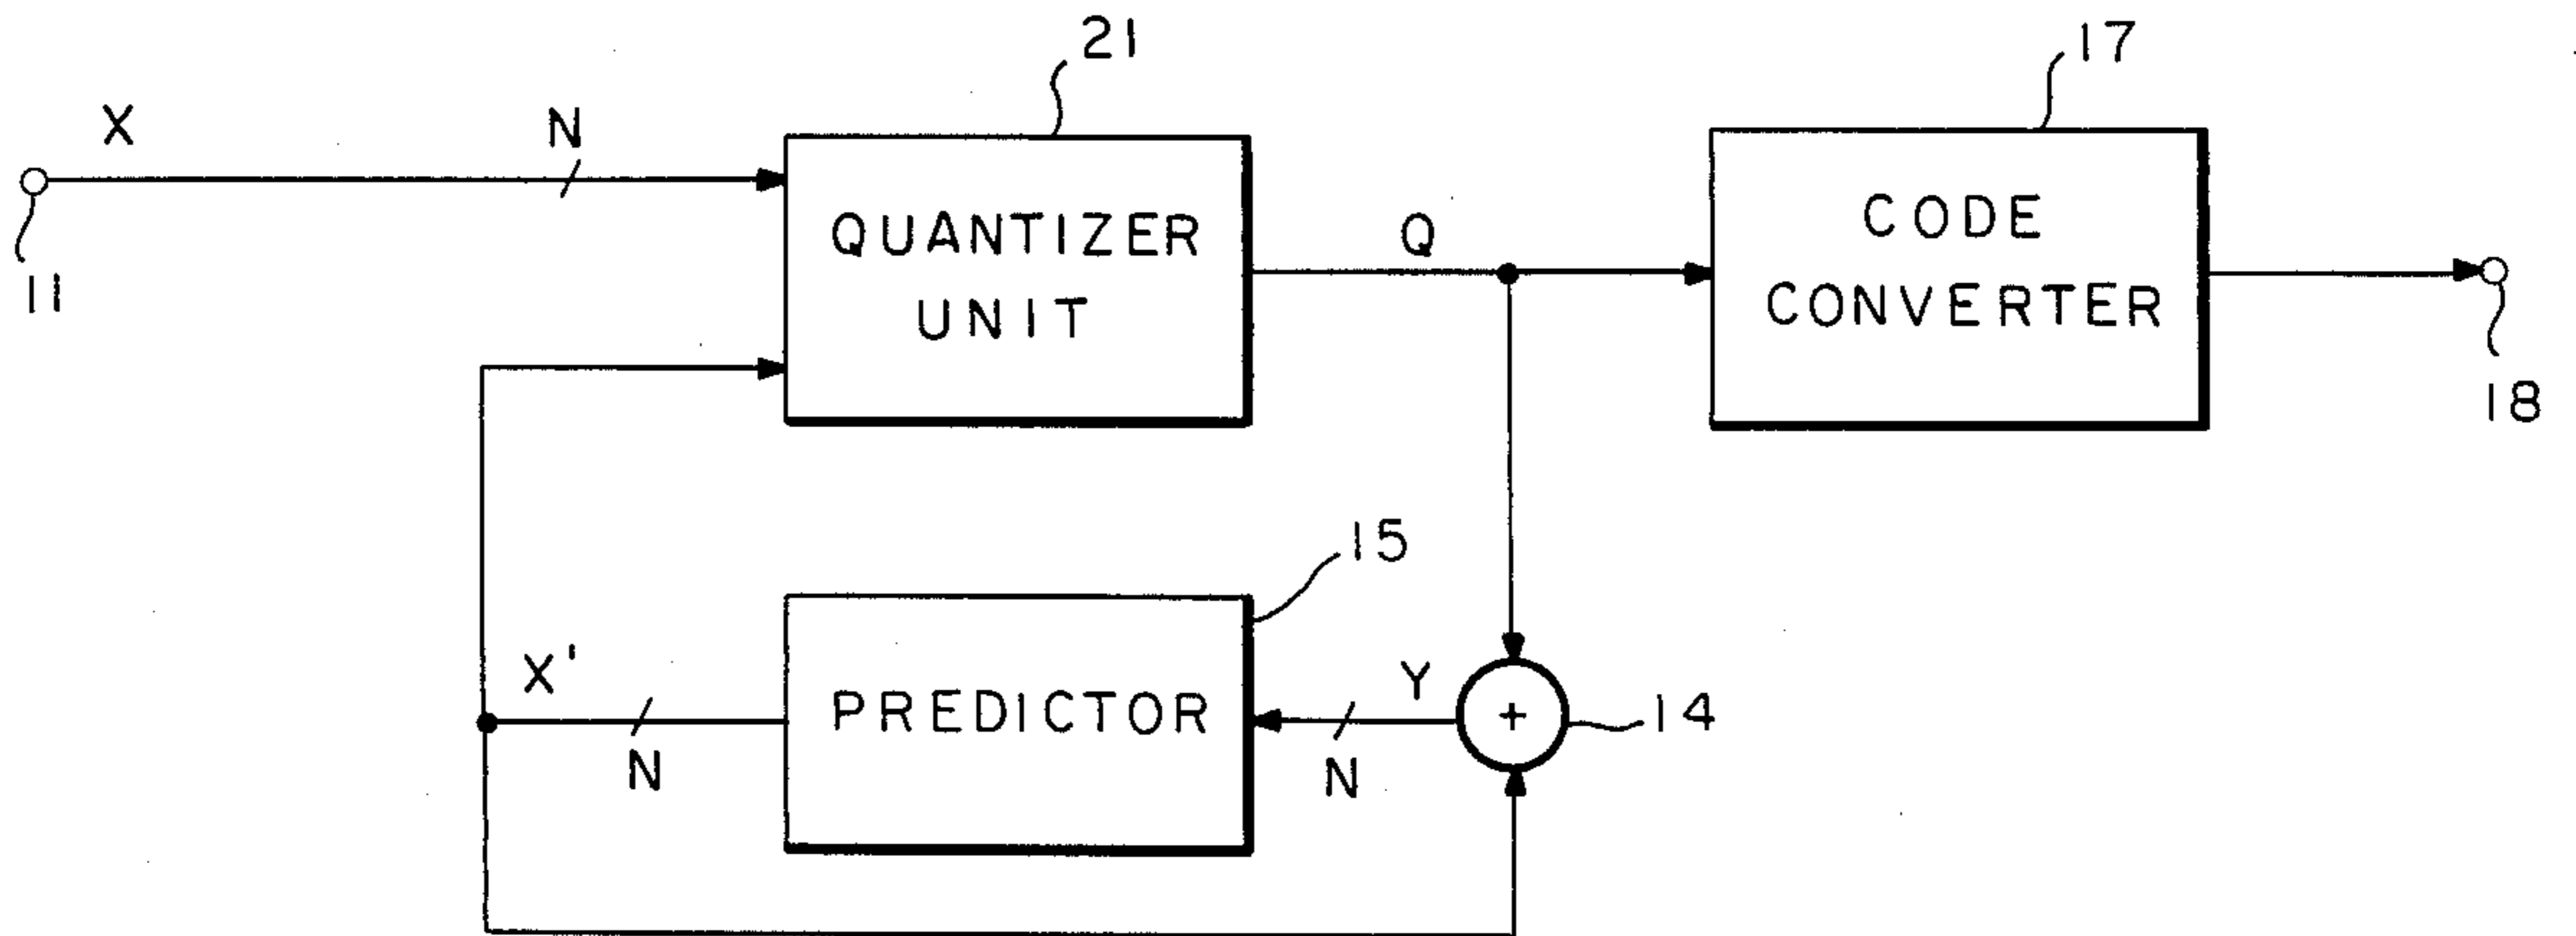 21
17
X
N
QUANTIZER
UNIT
Q
CODE
CONVERTER
11
18
15
X'
N
PREDICTOR
Y
N
+
14